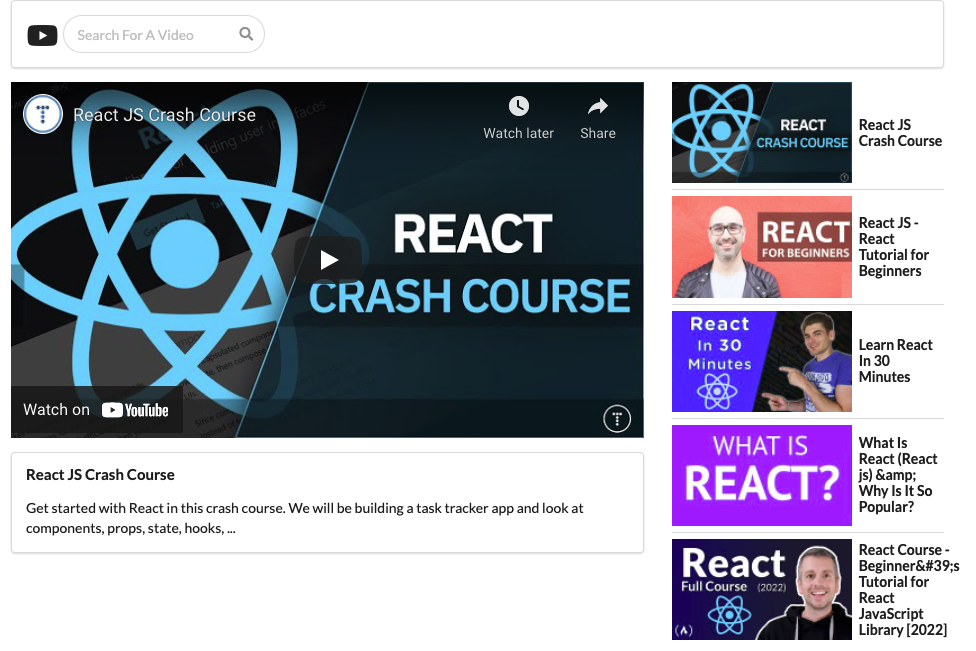 Search For A Video
React JS Crash Course
Watch later
Share
REACT
CRASH COURSE
Watch on YouTube
React JS Crash Course
Get started with React in this crash course. We will be building a task tracker app and look at
components, props, state, hooks, ...
REACT
CRASH COURSE
React JS
Crash Course
REACT
FOR BEGINNERS
React JS -
React
Tutorial for
Beginners
React
In 30
Minutes
Learn React
In 30
Minutes
WHAT IS
REACT?
What Is
React (React
js) &amp;amp;
Why Is It So
Popular?
React
Full Course (2022)
React Course -
Beginner&amp;#39;s
Tutorial for
React
JavaScript
Library [2022]